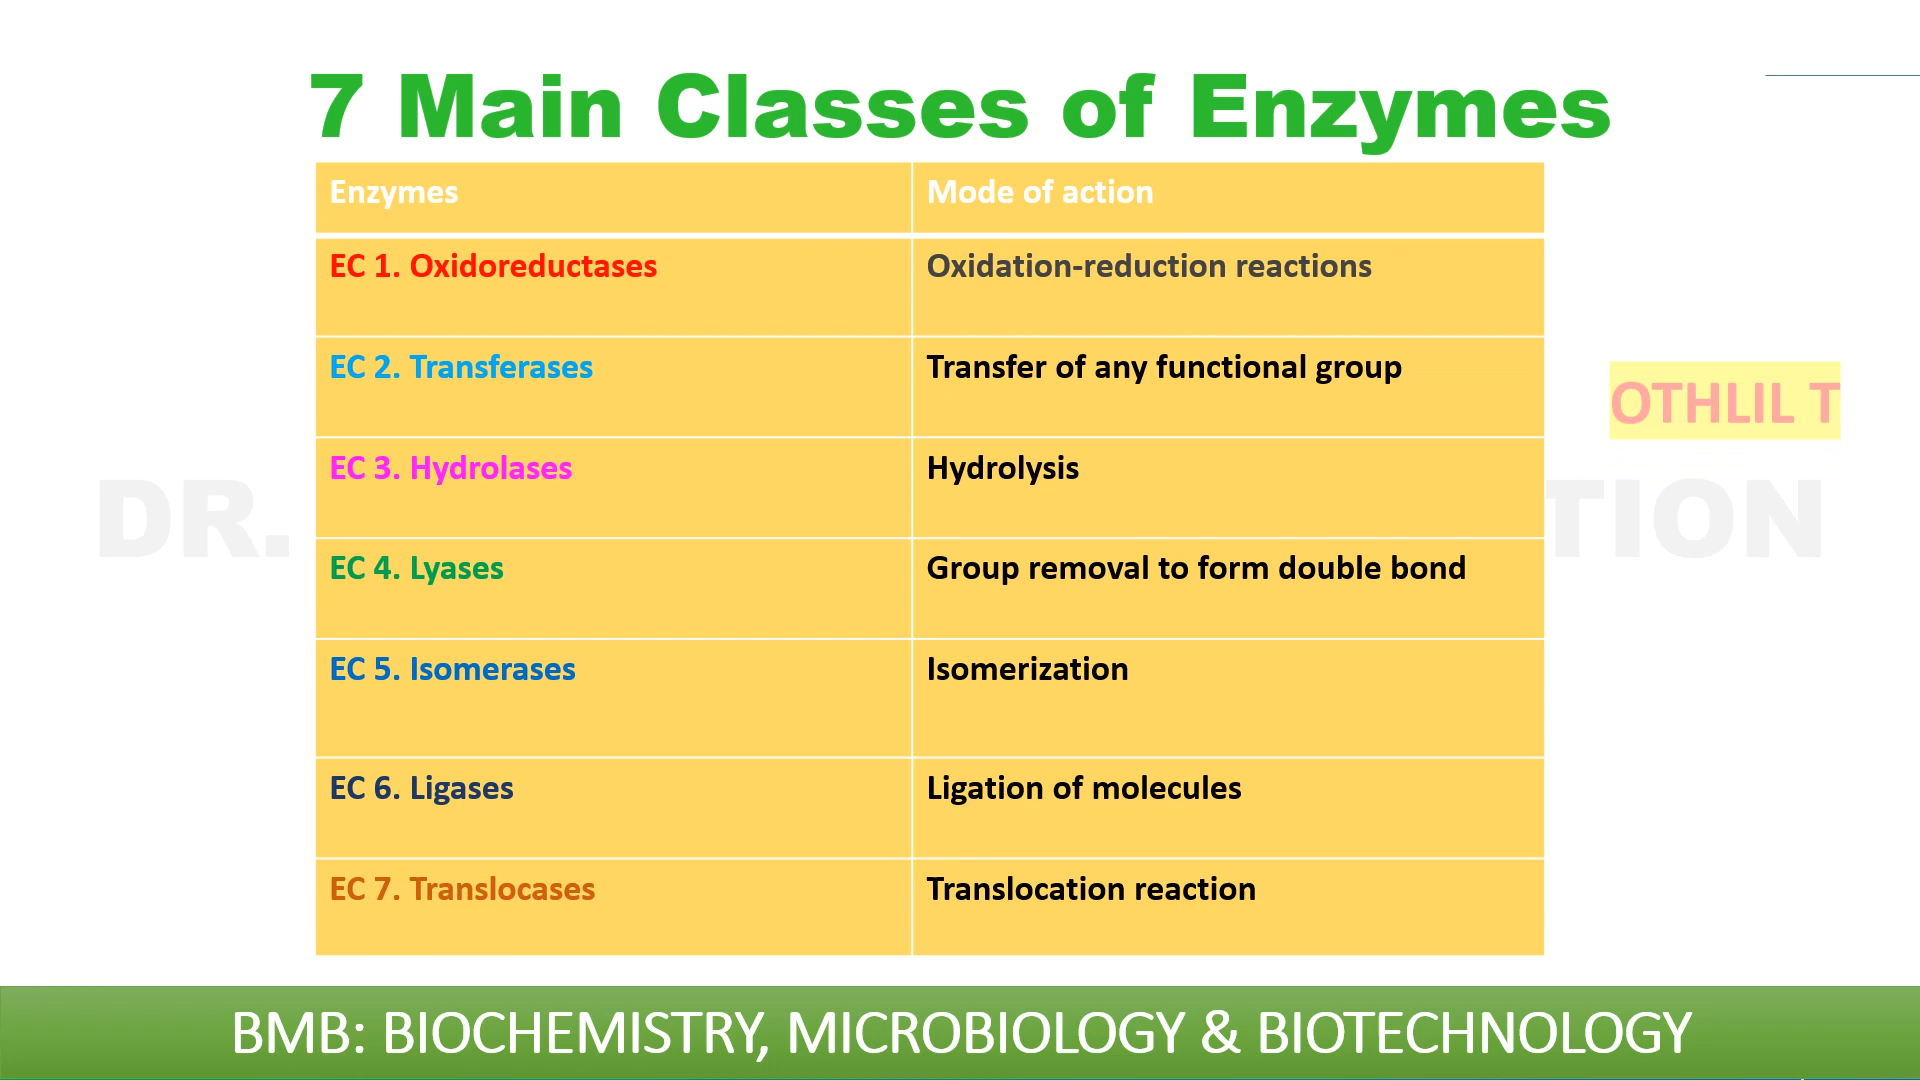 7 Main Classes of Enzymes
Enzymes Mode of action
EC 1. Oxidoreductases Oxidation-reduction reactions
EC 2. Transferases Transfer of any functional group
OTHLIL T
EC 3. Hydrolases Hydrolysis
DR. TION
EC 4. Lyases Group removal to form double bond
EC 5. Isomerases Isomerization
EC 6. Ligases Ligation of molecules
EC 7. Translocases Translocation reaction
BMB: BIOCHEMISTRY, MICROBIOLOGY & BIOTECHNOLOGY